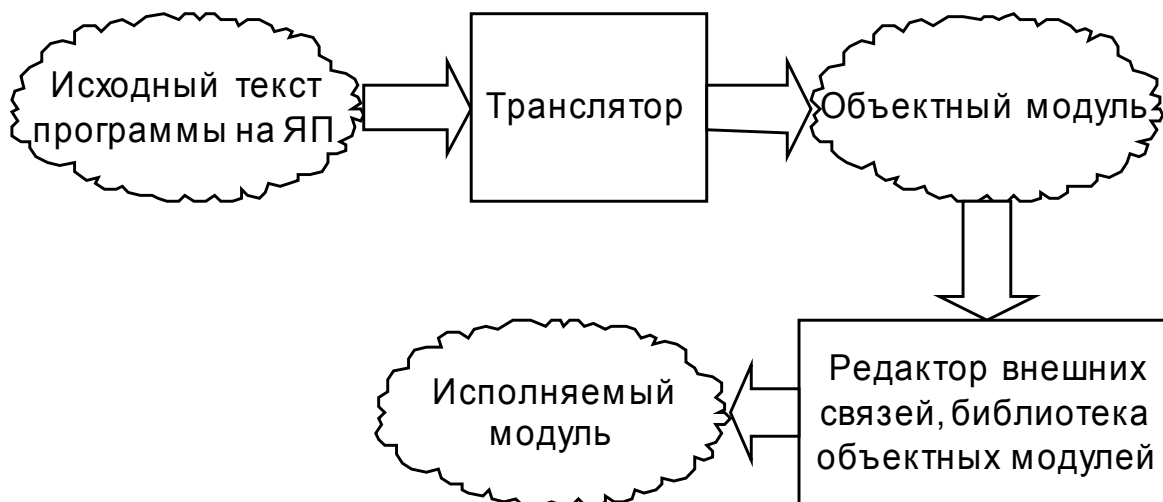 Исходный текст
программы на ЯП
Транслятор
Объектный модуль
Исполняемый
модуль
Редактор внешних
связей, библиотека
объектных модулей